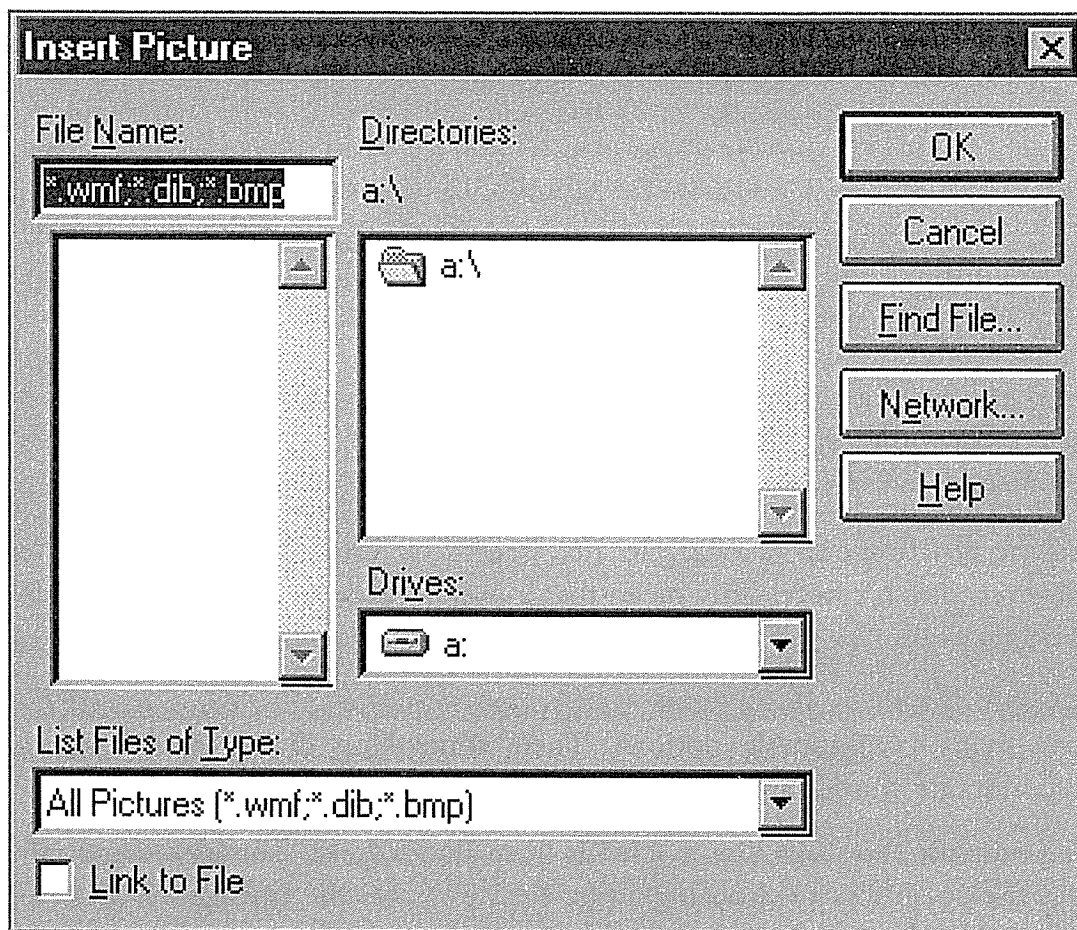 Insert Picture
File Name:
*.wmf;*.dib;*.bmp
Directories:
a:\
a:\
Drives:
a:
List Files of Type:
All Pictures (*.wmf;*.dib;*.bmp)
Link to File
OK
Cancel
Find File...
Network...
Help